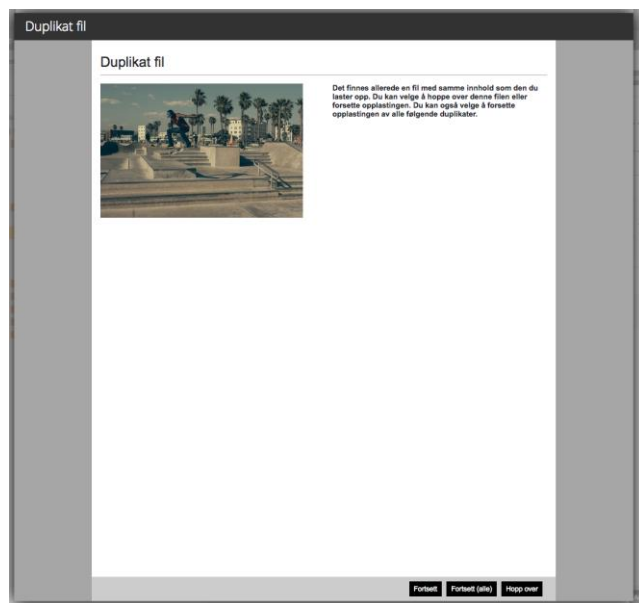 Duplikat fil
Duplikat fil
Det finnes allerede en fil med samme innhold som den du
laster opp. Du kan velge å hoppe over denne filen eller
forsette opplastingen. Du kan også velge å forsette
opplastingen av alle følgende duplikater.
Fortsett Fortsett (alle) Hopp over